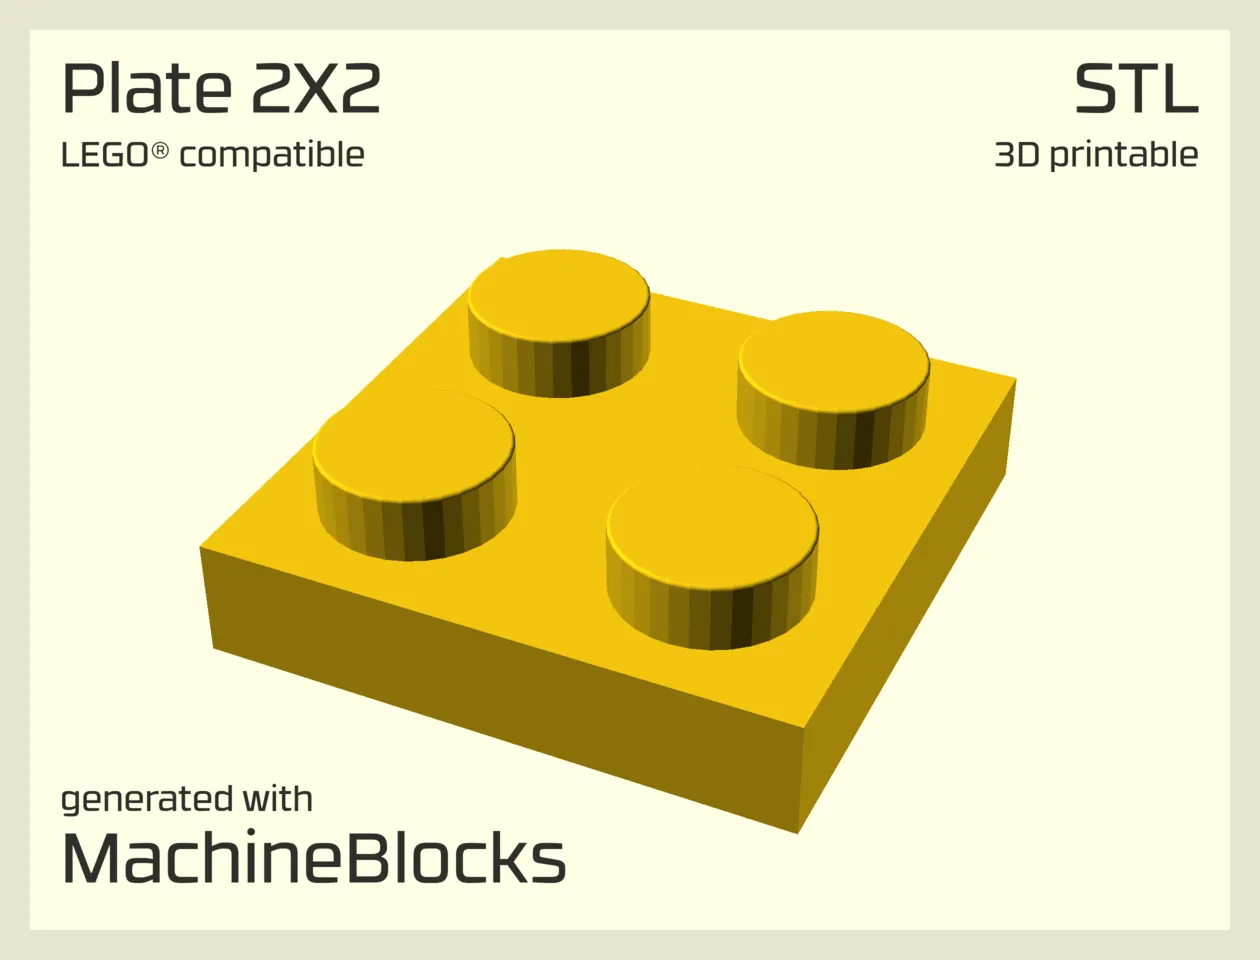 Plate 2X2
LEGO® compatible
STL
3D printable
generated with
MachineBlocks